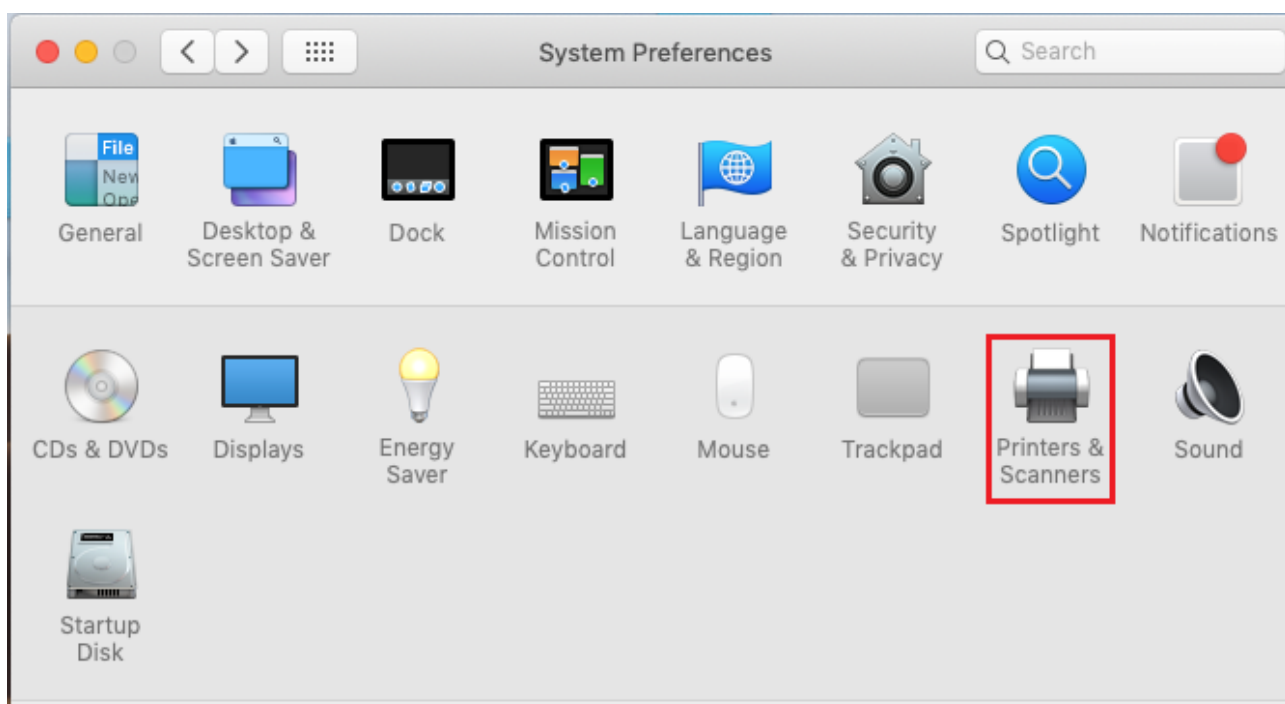 System Preferences
Search
File
New
Ope
General
Desktop &
Screen Saver
Dock
Mission
Control
Language
& Region
Security
& Privacy
Spotlight
Notifications
CDs & DVDs
Displays
Energy
Saver
Keyboard
Mouse
Trackpad
Printers &
Scanners
Sound
Startup
Disk